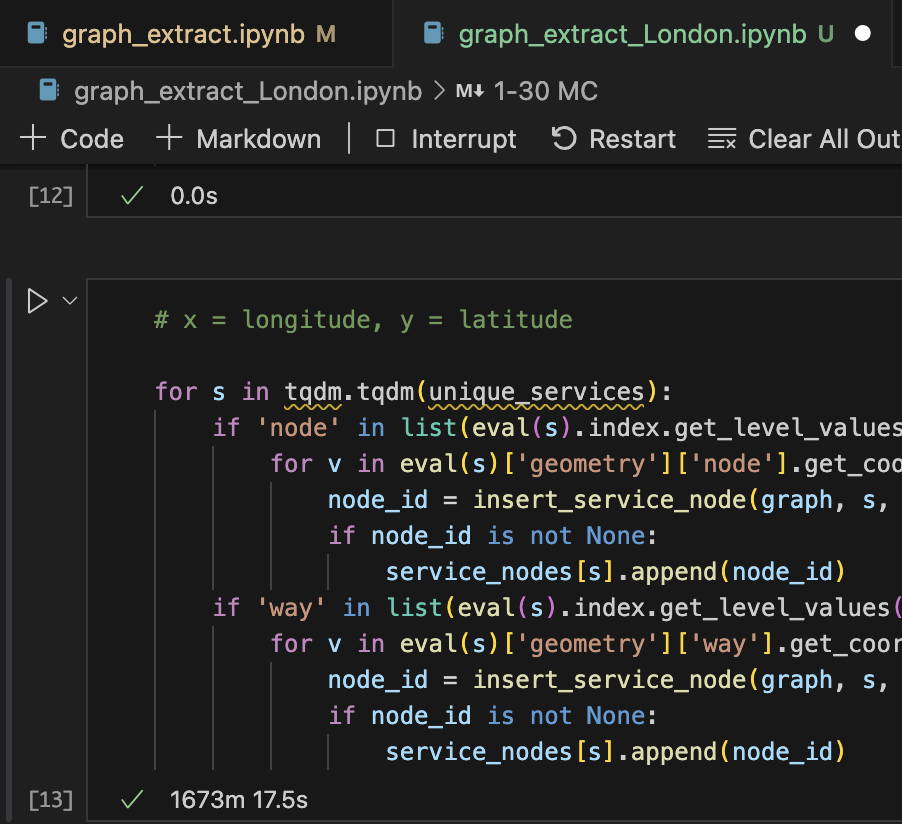 graph_extract.ipynb M graph_extract_London.ipynb U
graph_extract_London.ipynb > M↓ 1-30 MC
+ Code + Markdown | Interrupt Restart Clear All Out
[12] ✓ 0.0s
# x = longitude, y = latitude
for s in tqdm.tqdm(unique_services):
if 'node' in list(eval(s).index.get_level_values
for v in eval(s)['geometry']['node'].get_coo
node_id = insert_service_node(graph, s,
if node_id is not None:
service_nodes[s].append(node_id)
if 'way' in list(eval(s).index.get_level_values(
for v in eval(s)['geometry']['way'].get_coor
node_id = insert_service_node(graph, s,
if node_id is not None:
service_nodes[s].append(node_id)
[13] ✓ 1673m 17.5s